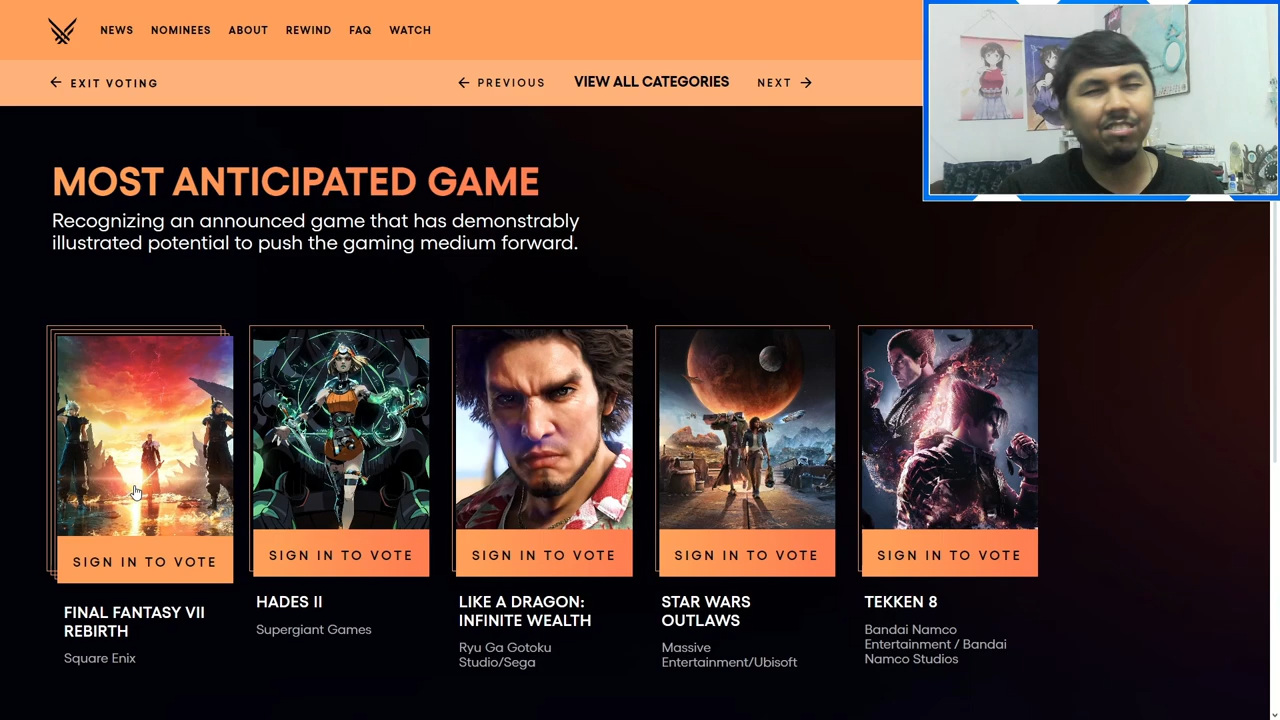 NEWS NOMINEES ABOUT REWIND FAQ WATCH
EXIT VOTING
PREVIOUS VIEW ALL CATEGORIES NEXT
MOST ANTICIPATED GAME
Recognizing an announced game that has demonstrably
illustrated potential to push the gaming medium forward.
SIGN IN TO VOTE
FINAL FANTASY VII
REBIRTH
Square Enix
SIGN IN TO VOTE
HADES II
Supergiant Games
SIGN IN TO VOTE
LIKE A DRAGON:
INFINITE WEALTH
Ryu Ga Gotoku
Studio/Sega
SIGN IN TO VOTE
STAR WARS
OUTLAWS
Massive
Entertainment/Ubisoft
SIGN IN TO VOTE
TEKKEN 8
Bandai Namco
Entertainment / Bandai
Namco Studios